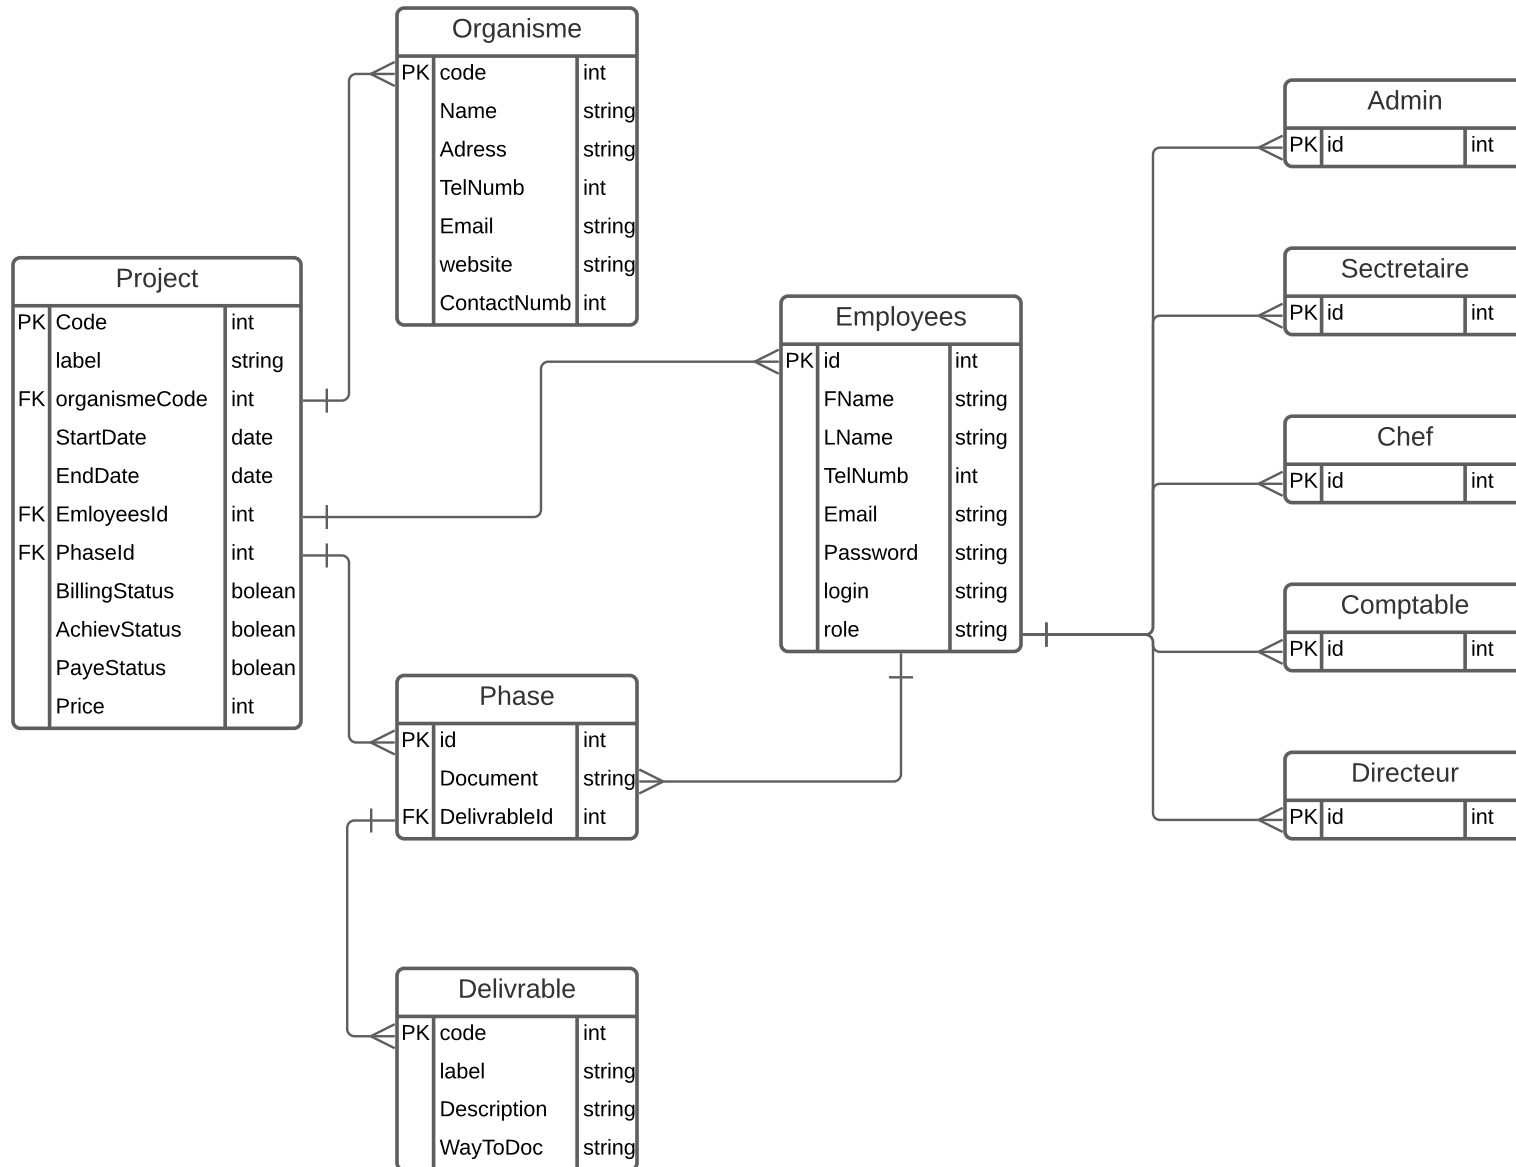 Organisme
PK code int
Name string
Adress string
TelNumb int
Email string
website string
ContactNumb int
Project
PK Code int
label string
FK organismeCode int
StartDate date
EndDate date
FK EmloyeesId int
FK PhaseId int
BillingStatus bolean
AchievStatus bolean
PayeStatus bolean
Price int
Employees
PK id int
FName string
LName string
TelNumb int
Email string
Password string
login string
role string
Phase
PK id int
Document string
FK DelivrableId int
Delivrable
PK code int
label string
Description string
WayToDoc string
Admin
PK id int
Sectretaire
PK id int
Chef
PK id int
Comptable
PK id int
Directeur
PK id int